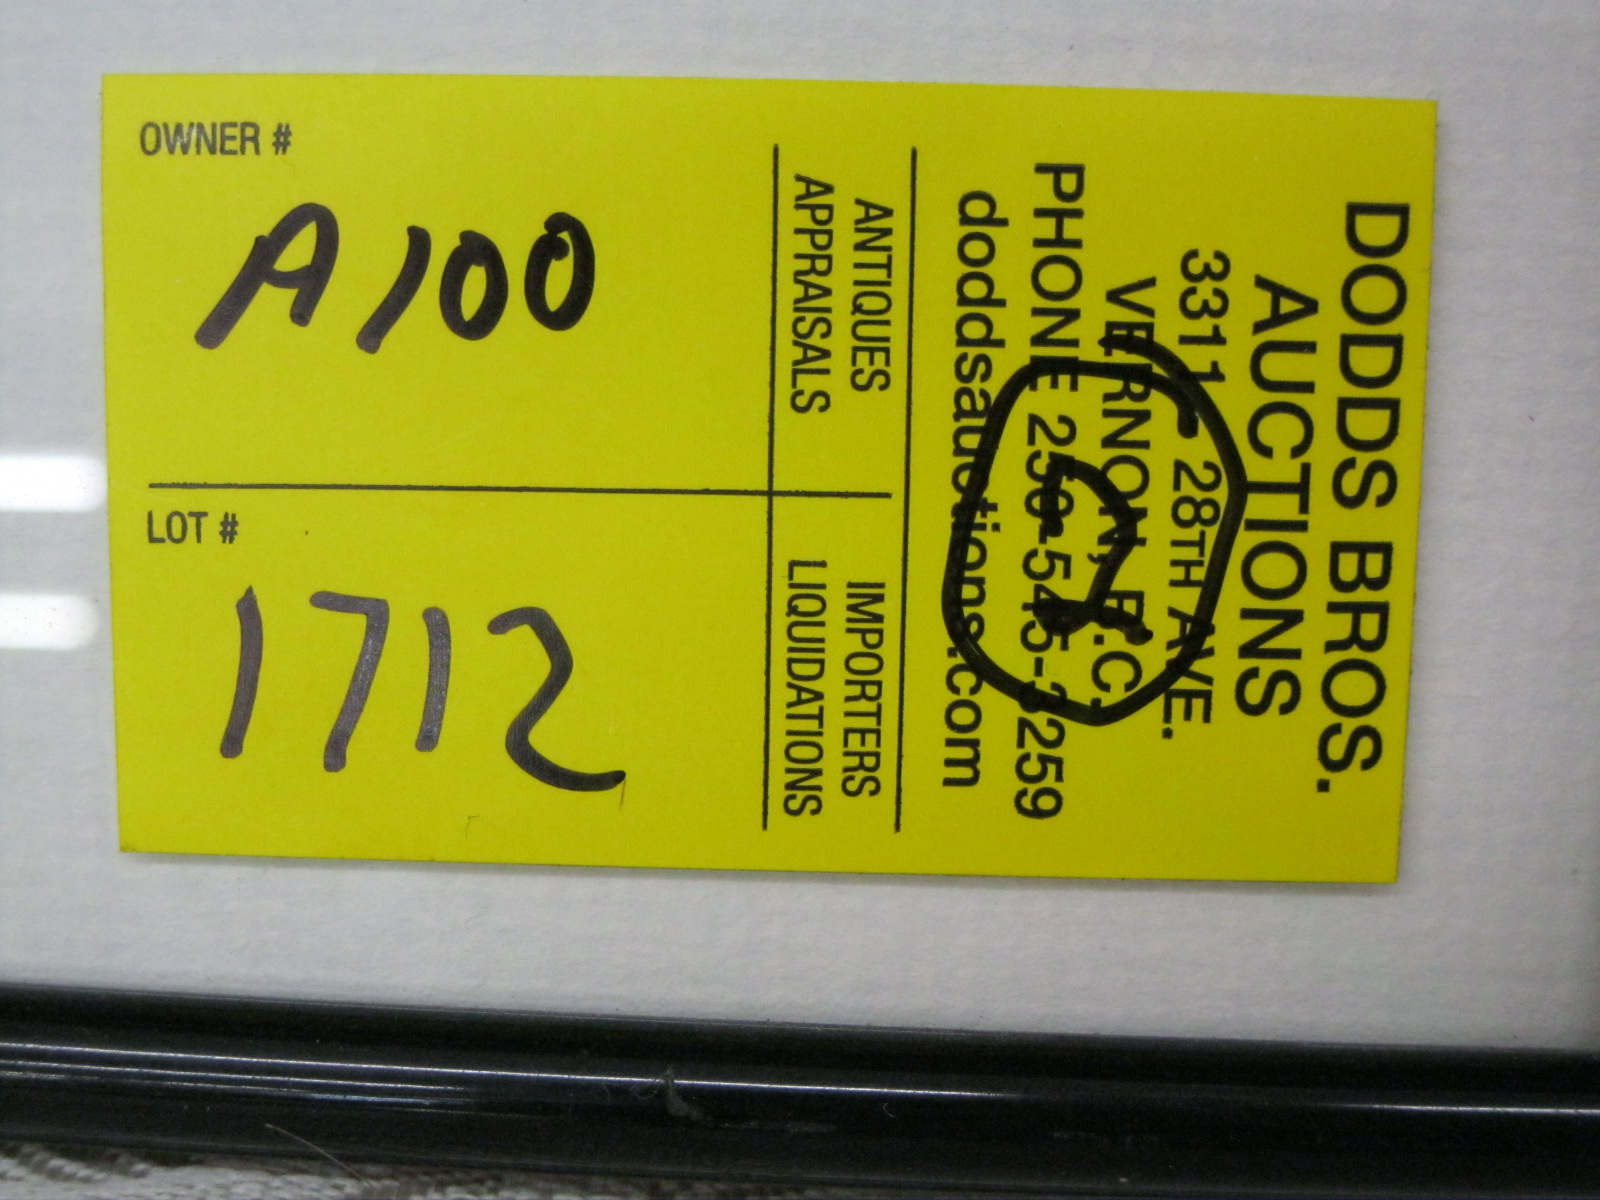 OWNER #
A100
LOT #
1712
ANTIQUES
APPRAISALS
IMPORTERS
LIQUIDATIONS
DODDS BROS.
AUCTIONS
3311 - 28TH AVE.
VERNON, B.C.
PHONE 250-545-3259
doddsauctions.com